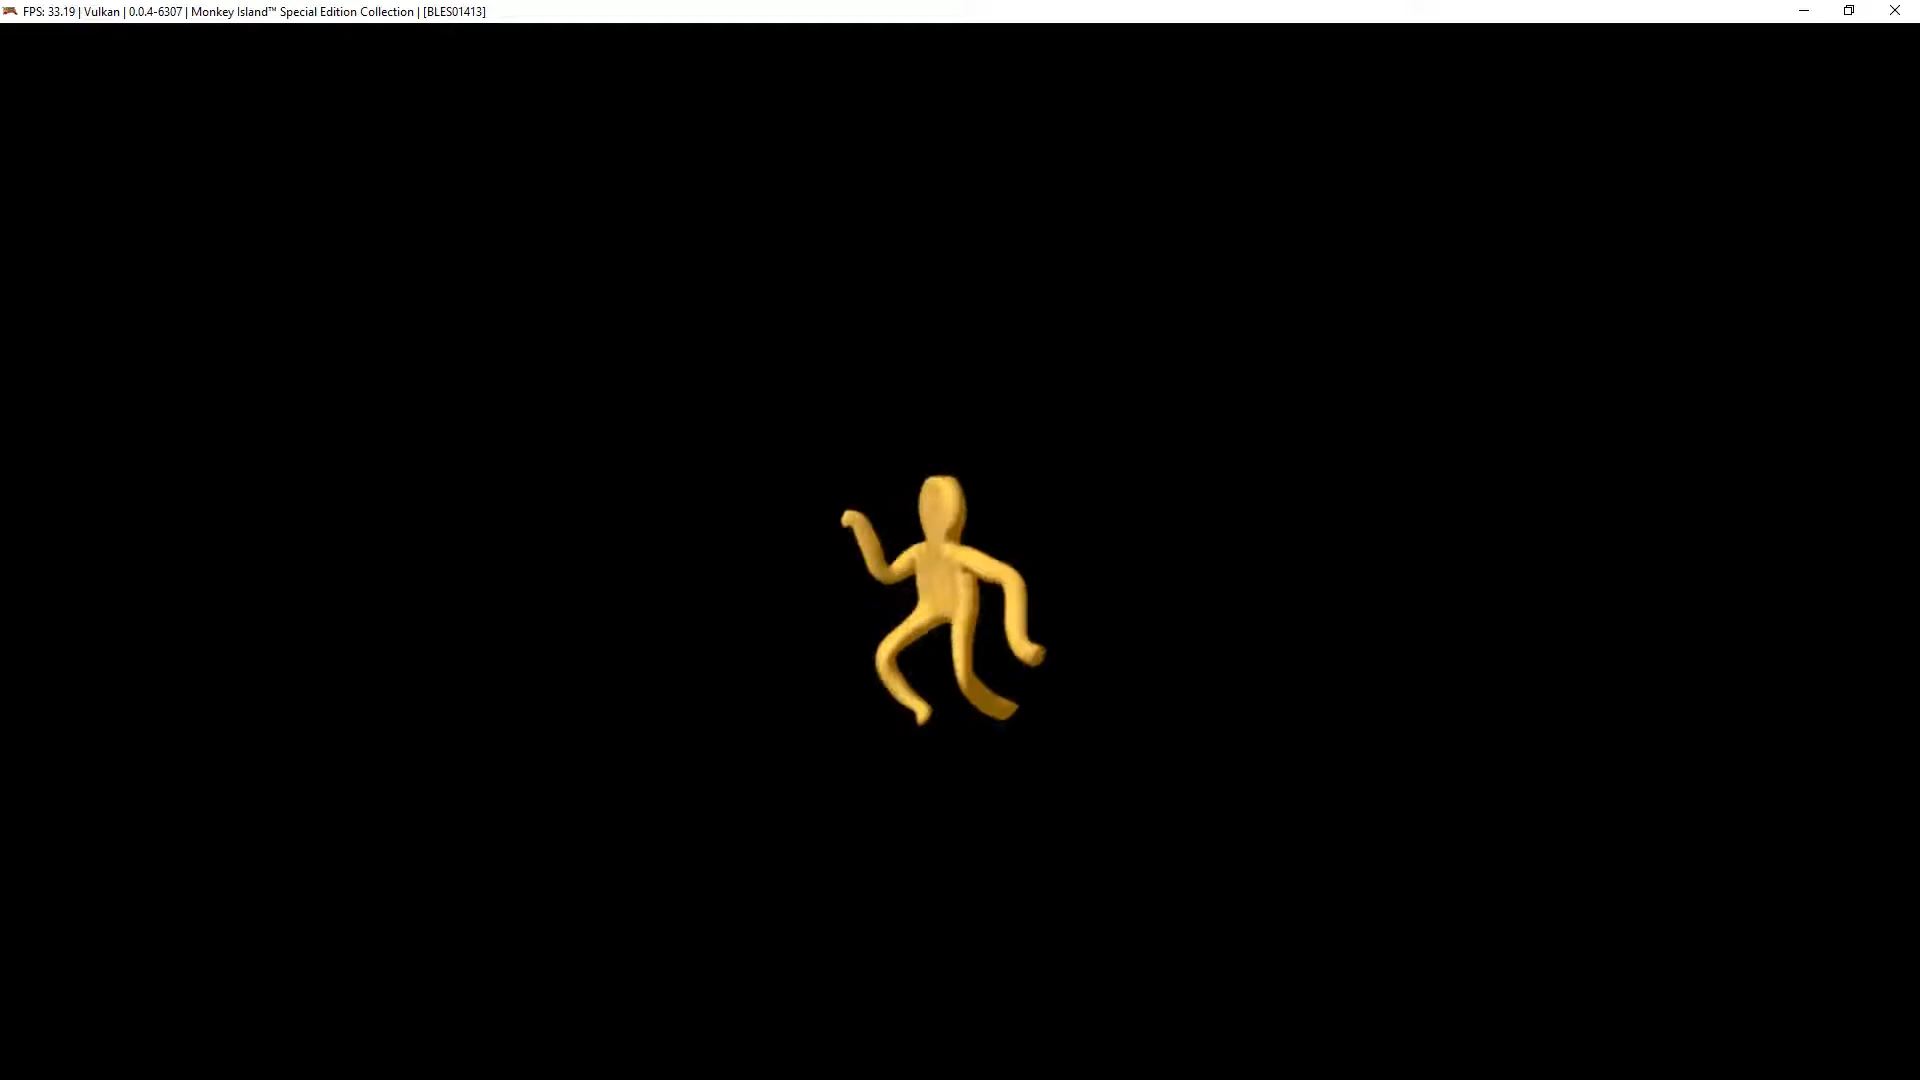 FPS: 33.19 | Vulkan | 0.0.4-6307 | Monkey Island™ Special Edition Collection | [BLES01413]